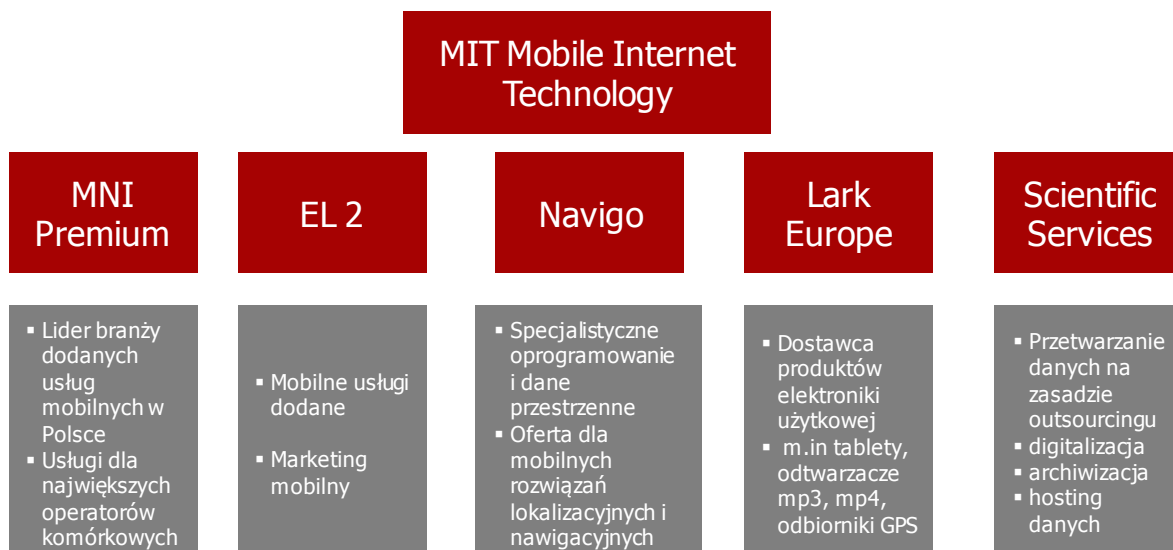 MIT Mobile Internet
Technology
MNI
Premium
EL 2
Navigo
Lark
Europe
Scientific
Services
▪ Lider branży
dodanych
usług
mobilnych w
Polsce
▪ Usługi dla
największych
operatorów
komórkowych
▪ Mobilne usługi
dodane
▪ Marketing
mobilny
▪ Specjalistyczne
oprogramowanie
i dane
przestrzenne
▪ Oferta dla
mobilnych
rozwiązań
lokalizacyjnych i
nawigacyjnych
▪ Dostawca
produktów
elektroniki
użytkowej
▪ m.in tablety,
odtwarzacze
mp3, mp4,
odbiorniki GPS
▪ Przetwarzanie
danych na
zasadzie
outsourcingu
▪ digitalizacja
▪ archiwizacja
▪ hosting
danych